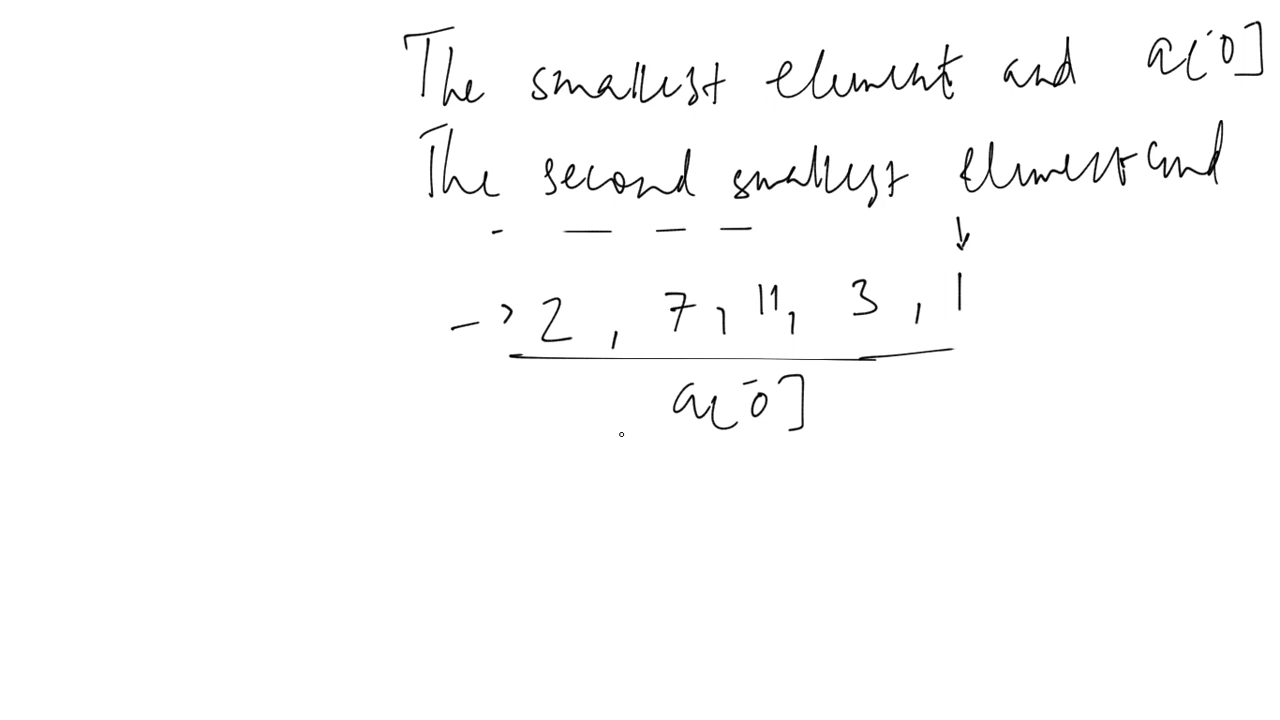 The smallest element and a[0]
The second smallest element and
- - - -
→ 2, 7, 11, 3, 1
a[0]